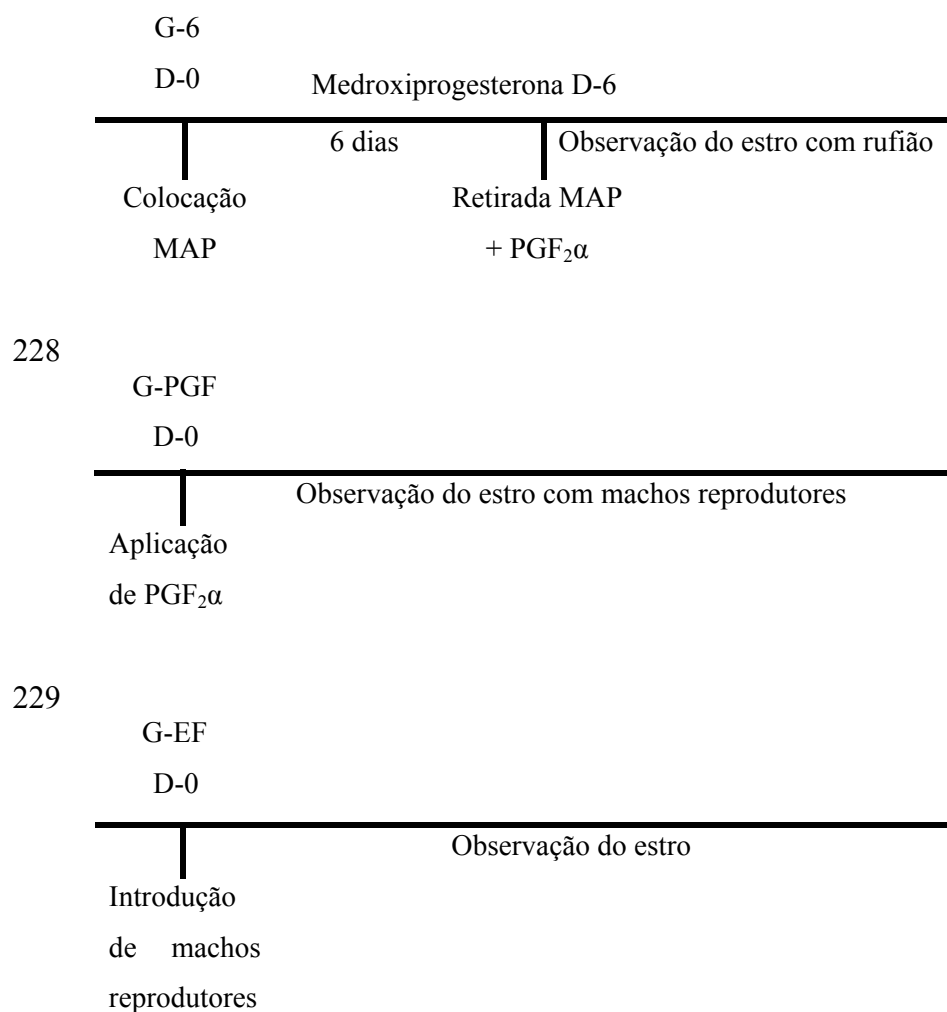 G-6
D-0
Medroxiprogesterona D-6
6 dias
Observação do estro com rufião
Colocação
MAP
Retirada MAP
+ PGF₂α
228
G-PGF
D-0
Observação do estro com machos reprodutores
Aplicação
de PGF₂α
229
G-EF
D-0
Observação do estro
Introdução
de machos
reprodutores